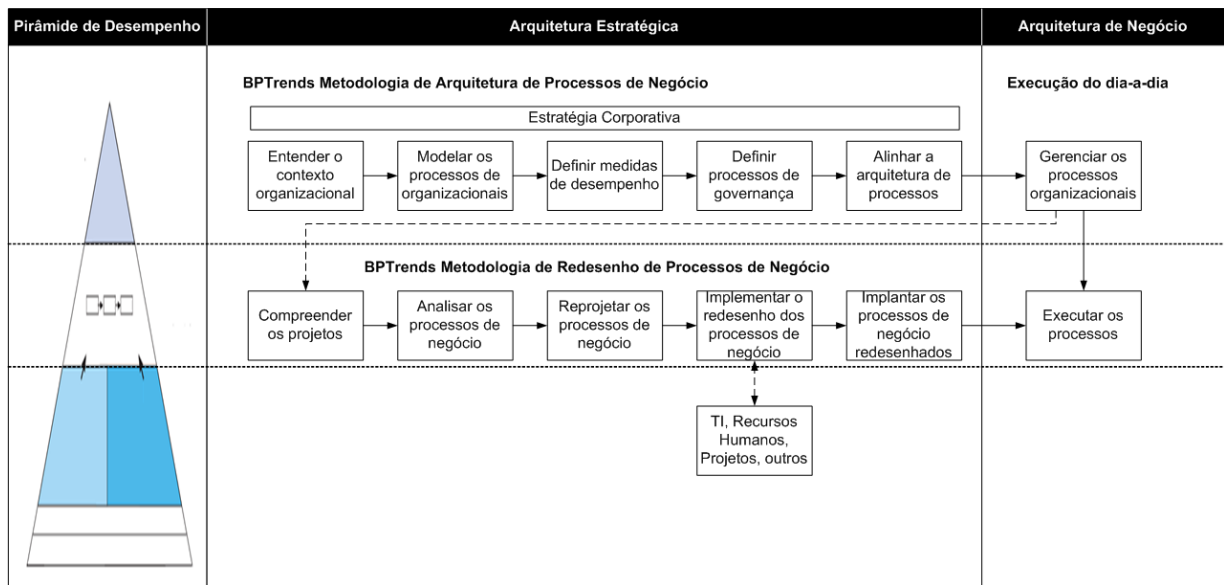 Pirâmide de Desempenho
Arquitetura Estratégica
Arquitetura de Negócio
BPTrends Metodologia de Arquitetura de Processos de Negócio
Execução do dia-a-dia
Estratégia Corporativa
Entender o
contexto
organizacional
Modelar os
processos de
organizacionais
Definir medidas
de desempenho
Definir
processos de
governança
Alinhar a
arquitetura de
processos
Gerenciar os
processos
organizacionais
BPTrends Metodologia de Redesenho de Processos de Negócio
Compreender
os projetos
Analisar os
processos de
negócio
Reprojetar os
processos de
negócio
Implementar o
redesenho dos
processos de
negócio
Implantar os
processos de
negócio
redesenhados
Executar os
processos
TI, Recursos
Humanos,
Projetos, outros